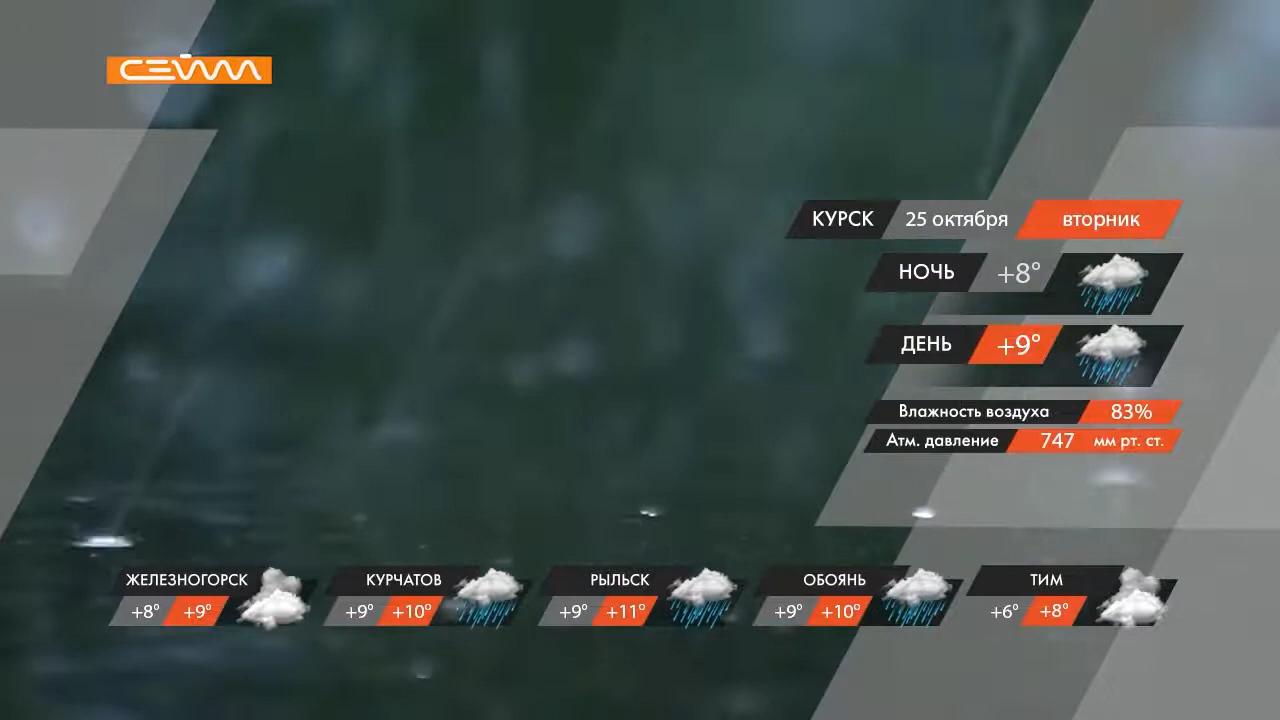 СЕЙМ
КУРСК 25 октября вторник
НОЧЬ +8°
ДЕНЬ +9°
Влажность воздуха 83%
Атм. давление 747 мм рт. ст.
ЖЕЛЕЗНОГОРСК КУРЧАТОВ РЫЛЬСК ОБОЯНЬ ТИМ
+8° +9° +9° +10° +9° +11° +9° +10° +6° +8°